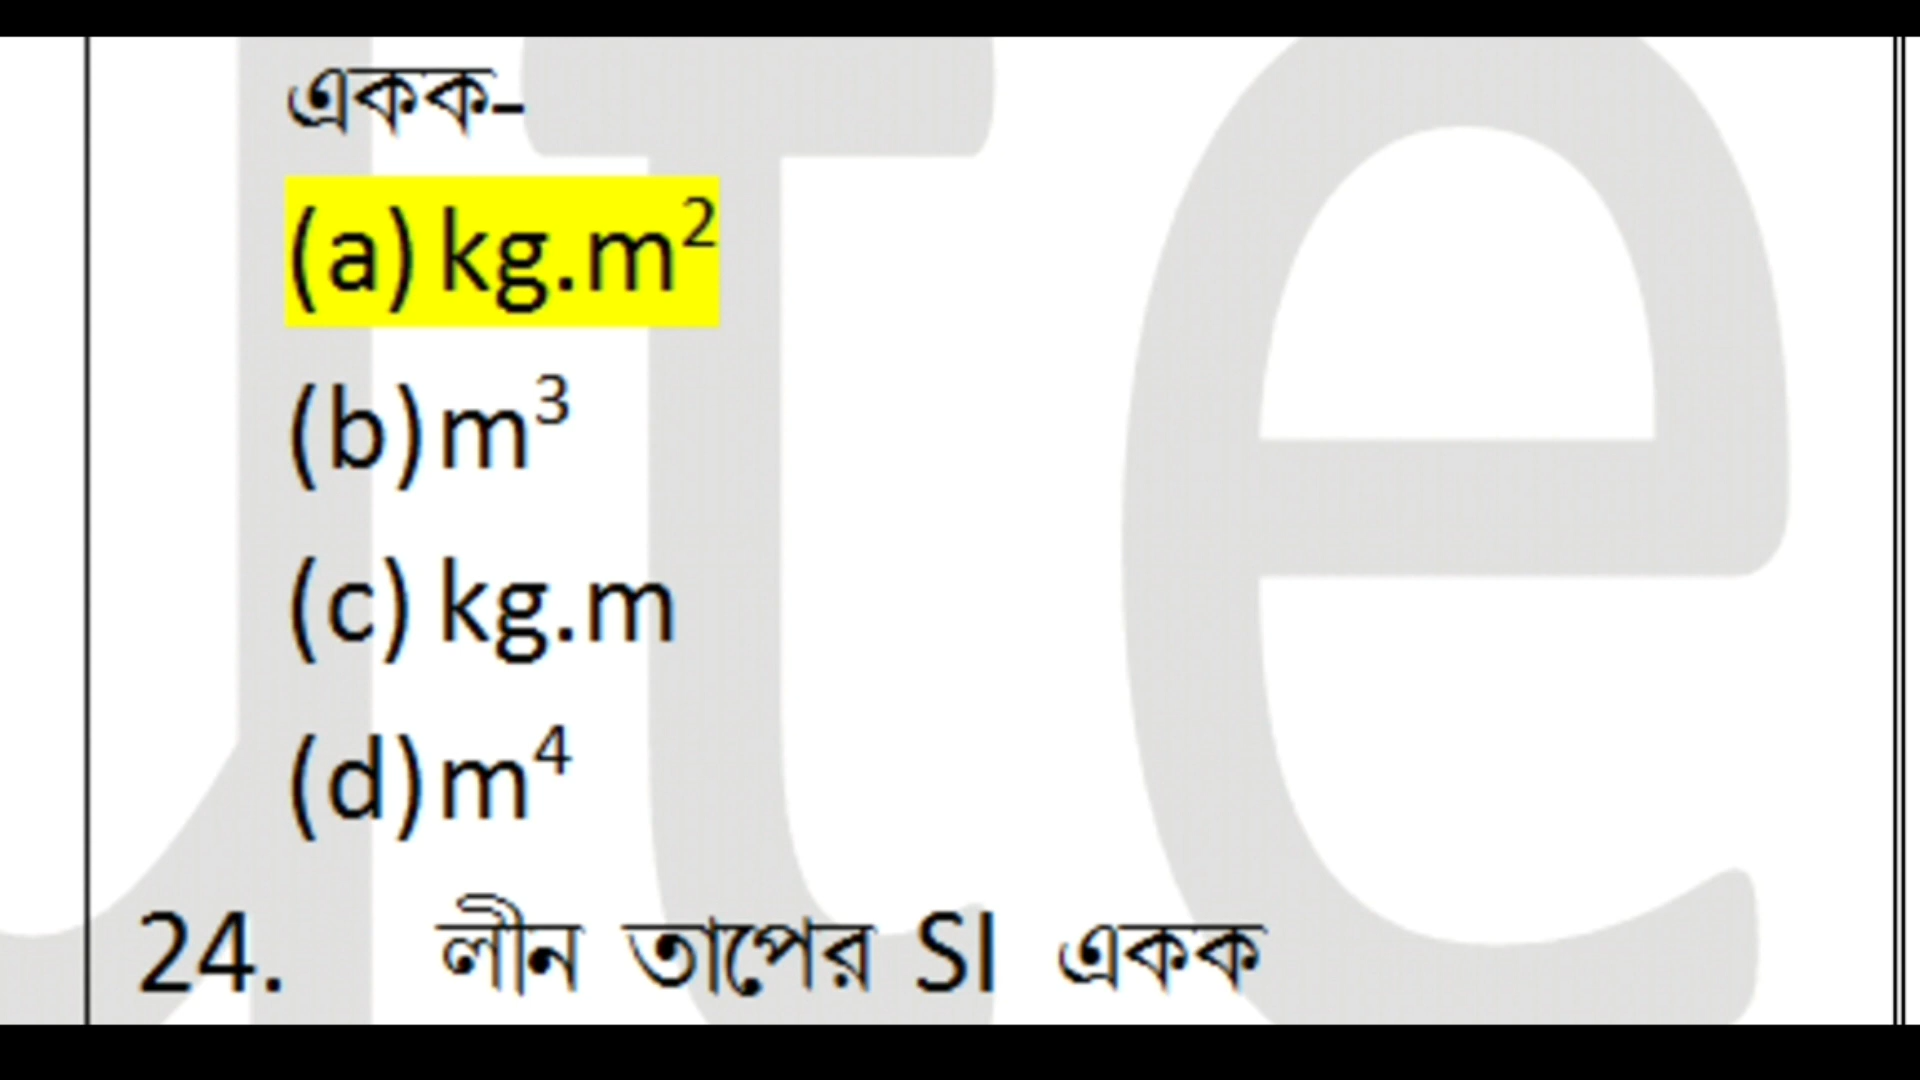 একক-
(a) kg.m²
(b) m³
(c) kg.m
(d) m⁴
24. লীন তাপের SI একক